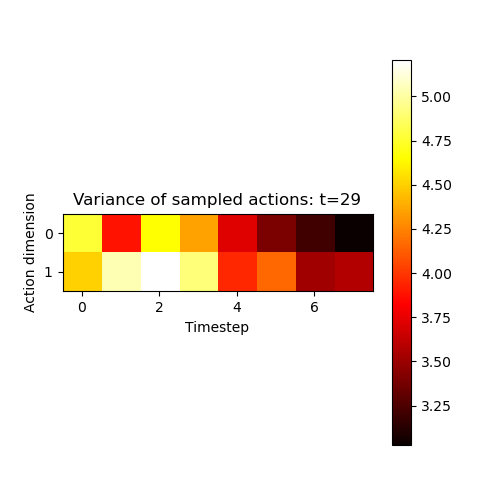 Variance of sampled actions: t=29
Action dimension
0
1
0 2 4 6
Timestep
5.00
4.75
4.50
4.25
4.00
3.75
3.50
3.25